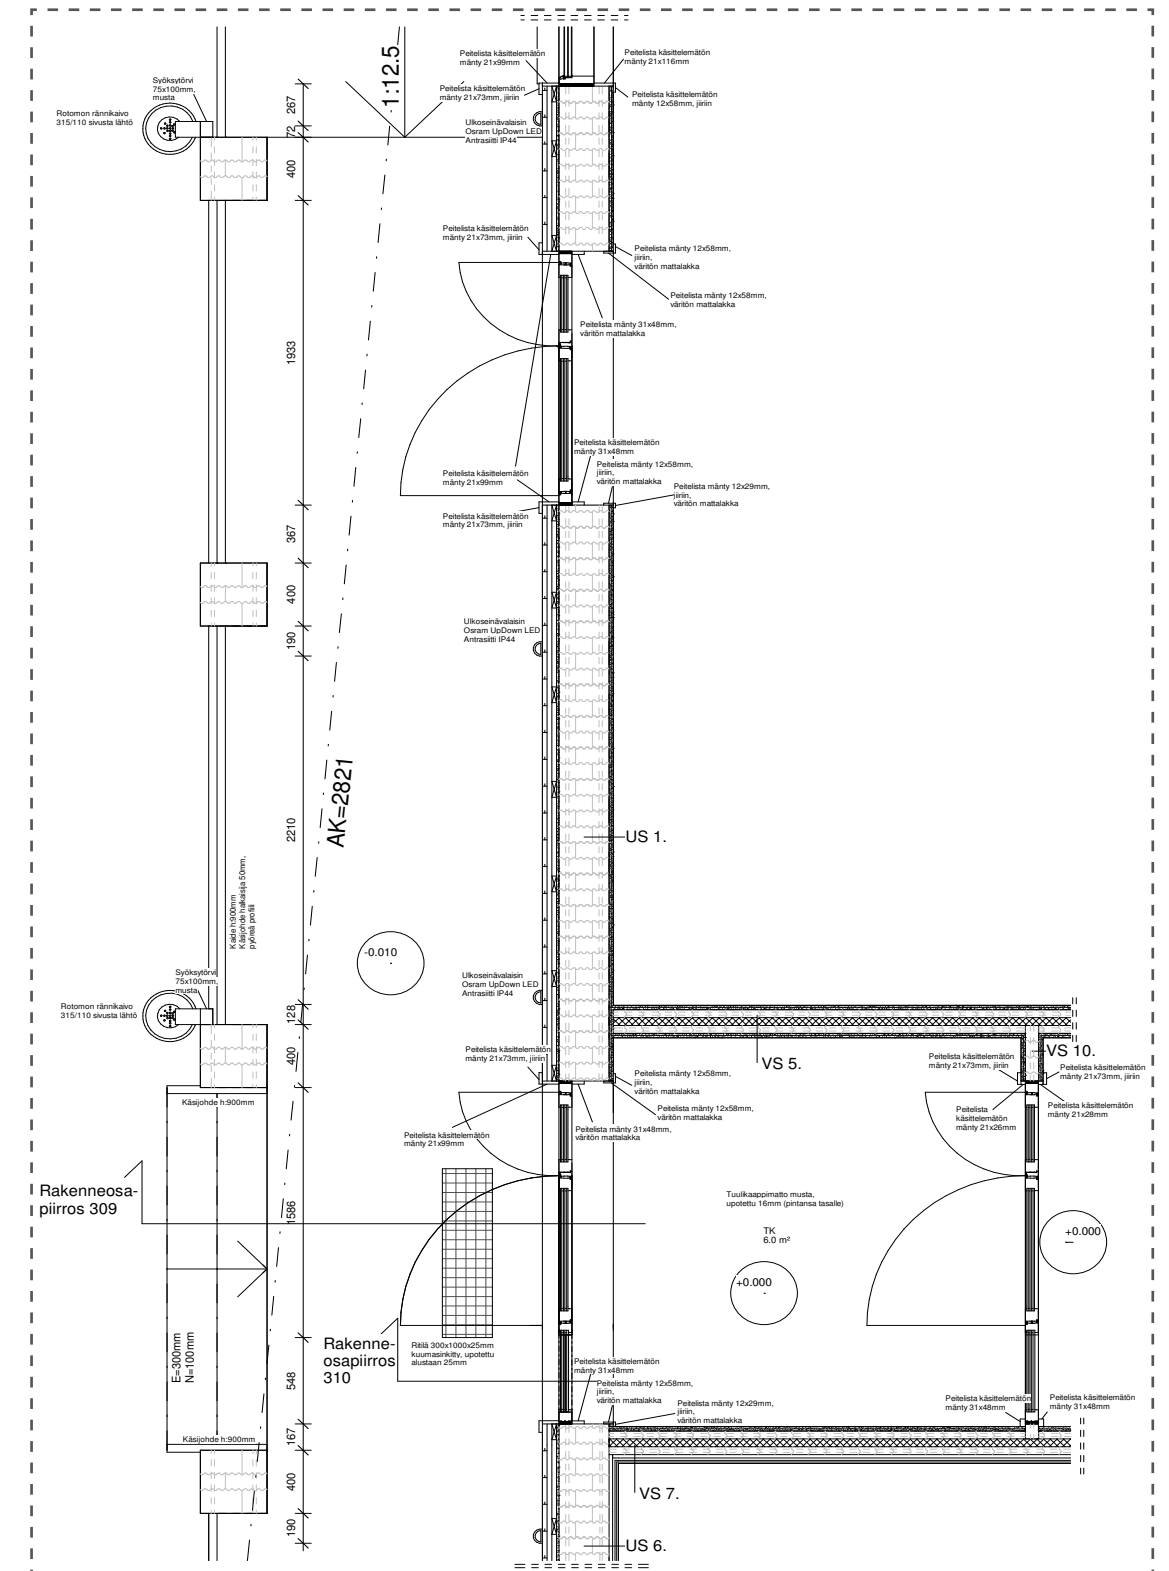 Peitelista käsittelemätön
mänty 21x99mm
Peitelista käsittelemätön
mänty 21x116mm
1:12.5
Syöksytörvi
75x100mm,
musta
Rotomon rännikaivo
315/110 sivusta lähtö
267
72
400
Peitelista käsittelemätön
mänty 21x73mm, jiiriin
Peitelista käsittelemätön
mänty 12x58mm, jiiriin
Ulkoseinävalaisin
Osram UpDown LED
Antrasiitti IP44
Peitelista käsittelemätön
mänty 21x73mm, jiiriin
Peitelista mänty 12x58mm,
jiiriin,
väritön mattalakka
Peitelista mänty 12x58mm,
väritön mattalakka
Peitelista mänty 31x48mm,
väritön mattalakka
1933
Peitelista käsittelemätön
mänty 31x48mm
Peitelista käsittelemätön
mänty 21x99mm
Peitelista mänty 12x58mm,
jiiriin,
väritön mattalakka
Peitelista mänty 12x29mm,
jiiriin,
väritön mattalakka
Peitelista käsittelemätön
mänty 21x73mm, jiiriin
367
400
190
Ulkoseinävalaisin
Osram UpDown LED
Antrasiitti IP44
AK=2821
2210
US 1.
Kaide h:900mm
Käsijohde halkaisija 50mm,
pyöreä profiili
-0.010
Syöksytörvi
75x100mm,
musta
Rotomon rännikaivo
315/110 sivusta lähtö
Ulkoseinävalaisin
Osram UpDown LED
Antrasiitti IP44
128
400
VS 5.
VS 10.
Peitelista käsittelemätön
mänty 21x73mm, jiiriin
Peitelista käsittelemätön
mänty 21x73mm, jiiriin
Peitelista käsittelemätön
mänty 21x73mm, jiiriin
Peitelista mänty 12x58mm,
jiiriin,
väritön mattalakka
Käsijohde h:900mm
Peitelista mänty 12x58mm,
väritön mattalakka
Peitelista
käsittelemätön
mänty 21x26mm
Peitelista käsittelemätön
mänty 21x28mm
Peitelista käsittelemätön
mänty 21x99mm
Peitelista mänty 31x48mm,
väritön mattalakka
Rakenneosa-
piirros 309
1586
Tuulikaappimatto musta,
upotettu 16mm (pintansa tasalle)
TK
6.0 m²
+0.000
+0.000
E=300mm
N=100mm
Rakenne-
osapiirros
310
Ritilä 300x1000x25mm
kuumasinkitty, upotettu
alustaan 25mm
548
Peitelista käsittelemätön
mänty 31x48mm
Peitelista mänty 12x58mm,
jiiriin,
väritön mattalakka
Peitelista mänty 12x29mm,
jiiriin,
väritön mattalakka
Peitelista käsittelemätön
mänty 31x48mm
Peitelista käsittelemätön
mänty 31x48mm
Käsijohde h:900mm
167
400
190
VS 7.
US 6.